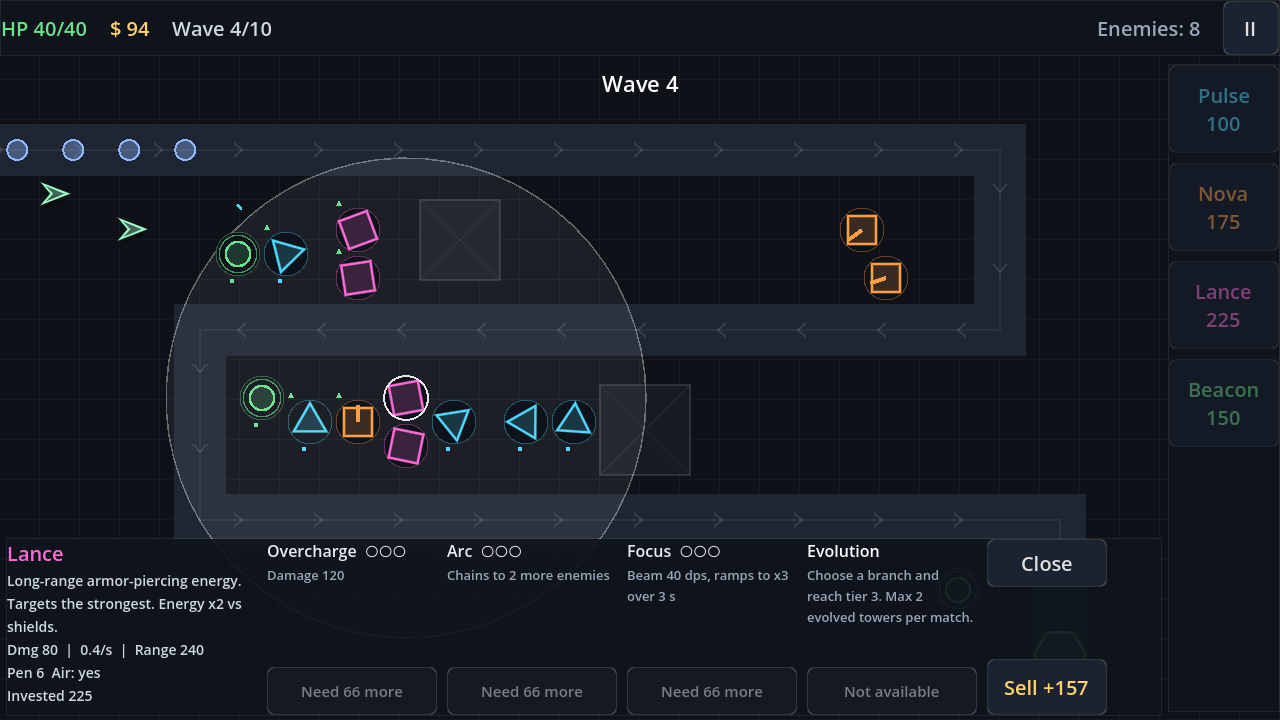 HP 40/40
$ 94
Wave 4/10
Enemies: 8
II
Wave 4
Pulse
100
Nova
175
Lance
225
Beacon
150
Lance
Long-range armor-piercing energy.
Targets the strongest. Energy x2 vs
shields.
Dmg 80 | 0.4/s | Range 240
Pen 6 Air: yes
Invested 225
Overcharge
Damage 120
Need 66 more
Arc
Chains to 2 more enemies
Need 66 more
Focus
Beam 40 dps, ramps to x3
over 3 s
Need 66 more
Evolution
Choose a branch and
reach tier 3. Max 2
evolved towers per match.
Not available
Close
Sell +157